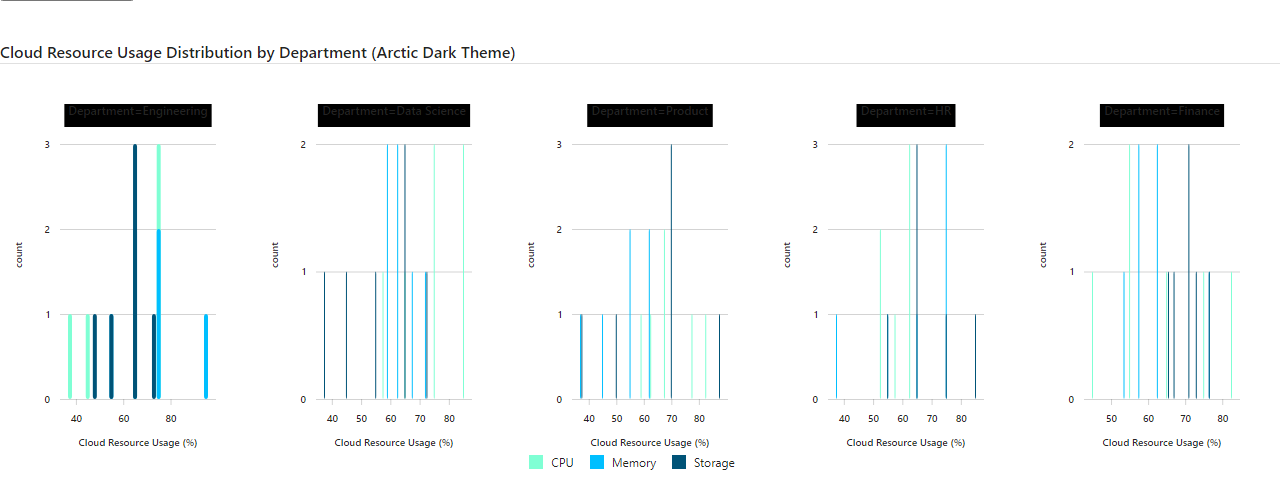 Cloud Resource Usage Distribution by Department (Arctic Dark Theme)
Department=Engineering
Department=Data Science
Department=Product
Department=HR
Department=Finance
3
2
1
0
count
40 60 80
Cloud Resource Usage (%)
2
1
0
count
40 50 60 70 80
Cloud Resource Usage (%)
3
2
1
0
count
40 50 60 70 80
Cloud Resource Usage (%)
3
2
1
0
count
40 50 60 70 80
Cloud Resource Usage (%)
2
1
0
count
50 60 70 80
Cloud Resource Usage (%)
CPU Memory Storage